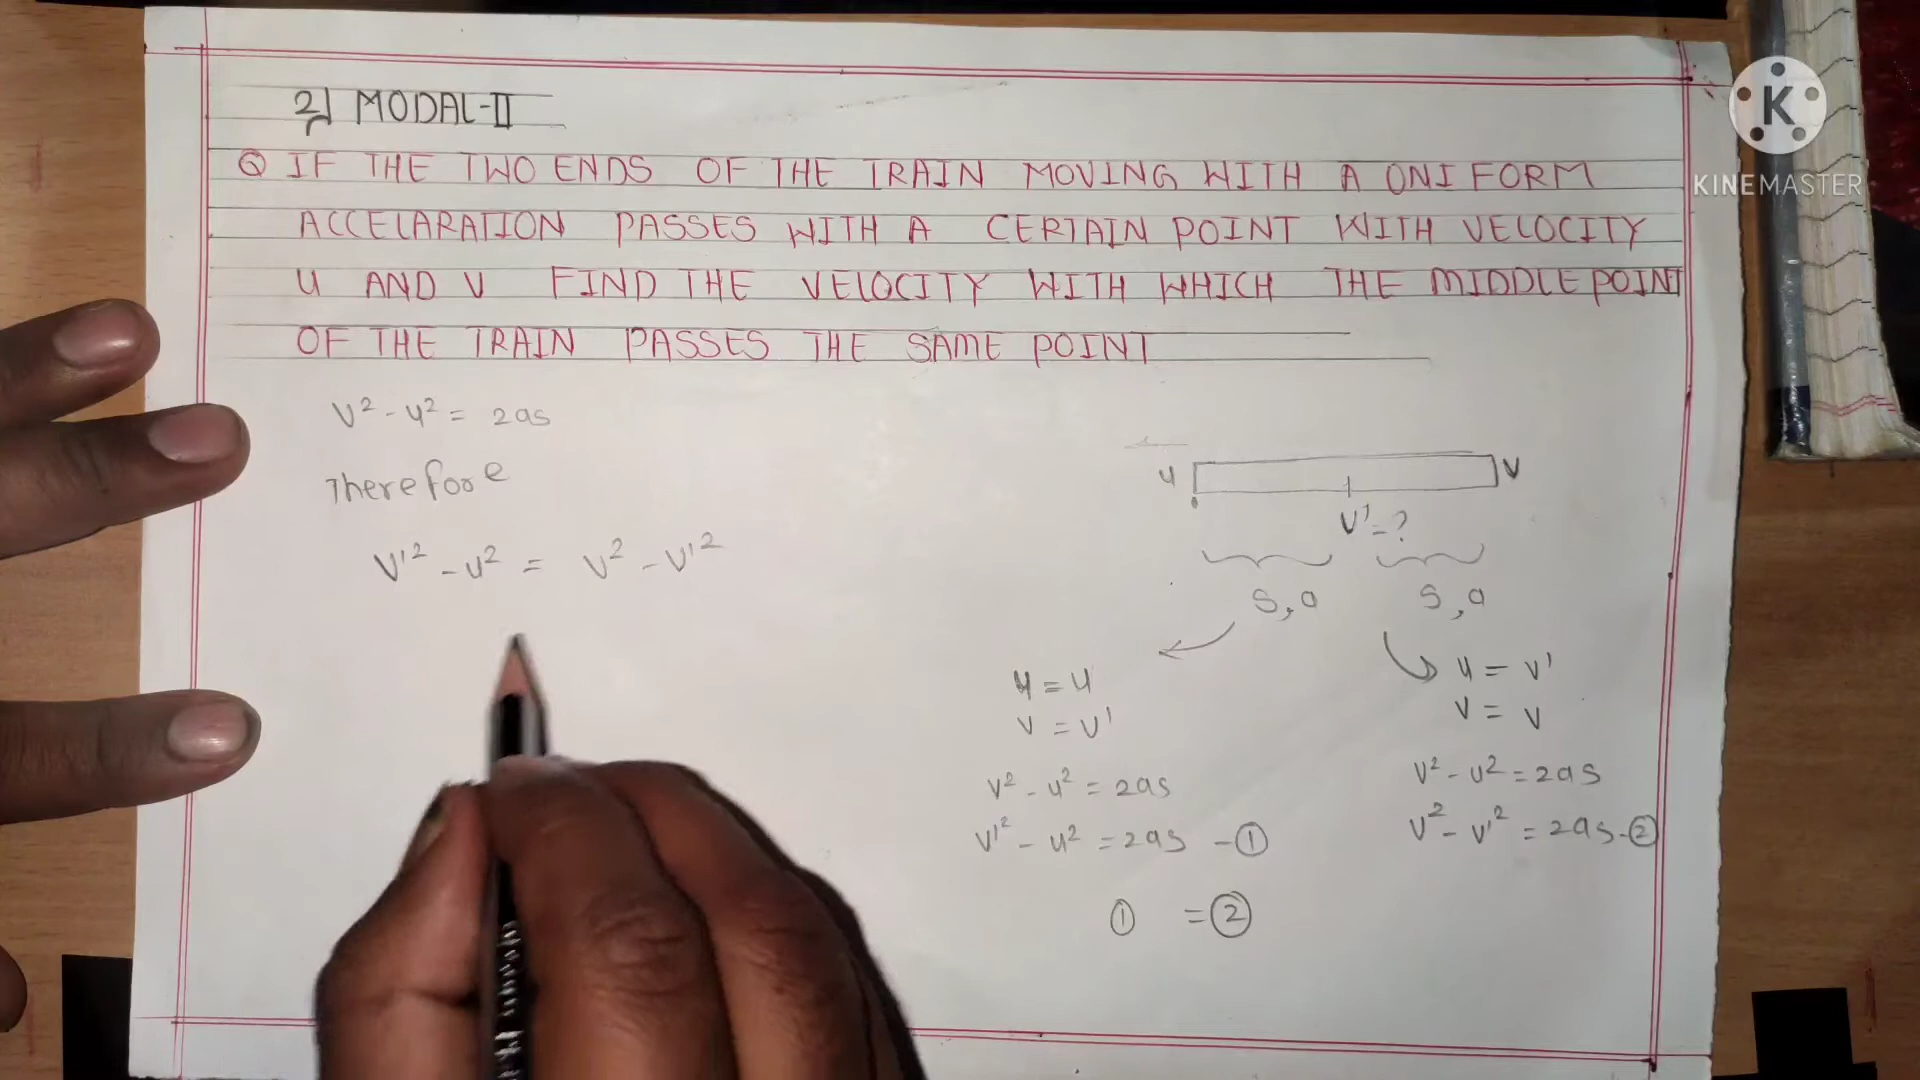 2) MODAL-II
Q IF THE TWO ENDS OF THE TRAIN MOVING WITH A ONI FORM
ACCELARATION PASSES WITH A CERTAIN POINT WITH VELOCITY
U AND V FIND THE VELOCITY WITH WHICH THE MIDDLE POINT
OF THE TRAIN PASSES THE SAME POINT
V² - u² = 2as
Therefore
V'² - u² = V² - V'²
u
V
V' = ?
S, a
S, a
u = u
V = V'
V² - u² = 2as
V'² - u² = 2as - ①
① = ②
u = V'
V = V
V² - u² = 2as
V² - V'² = 2as - ②
K
KINEMASTER